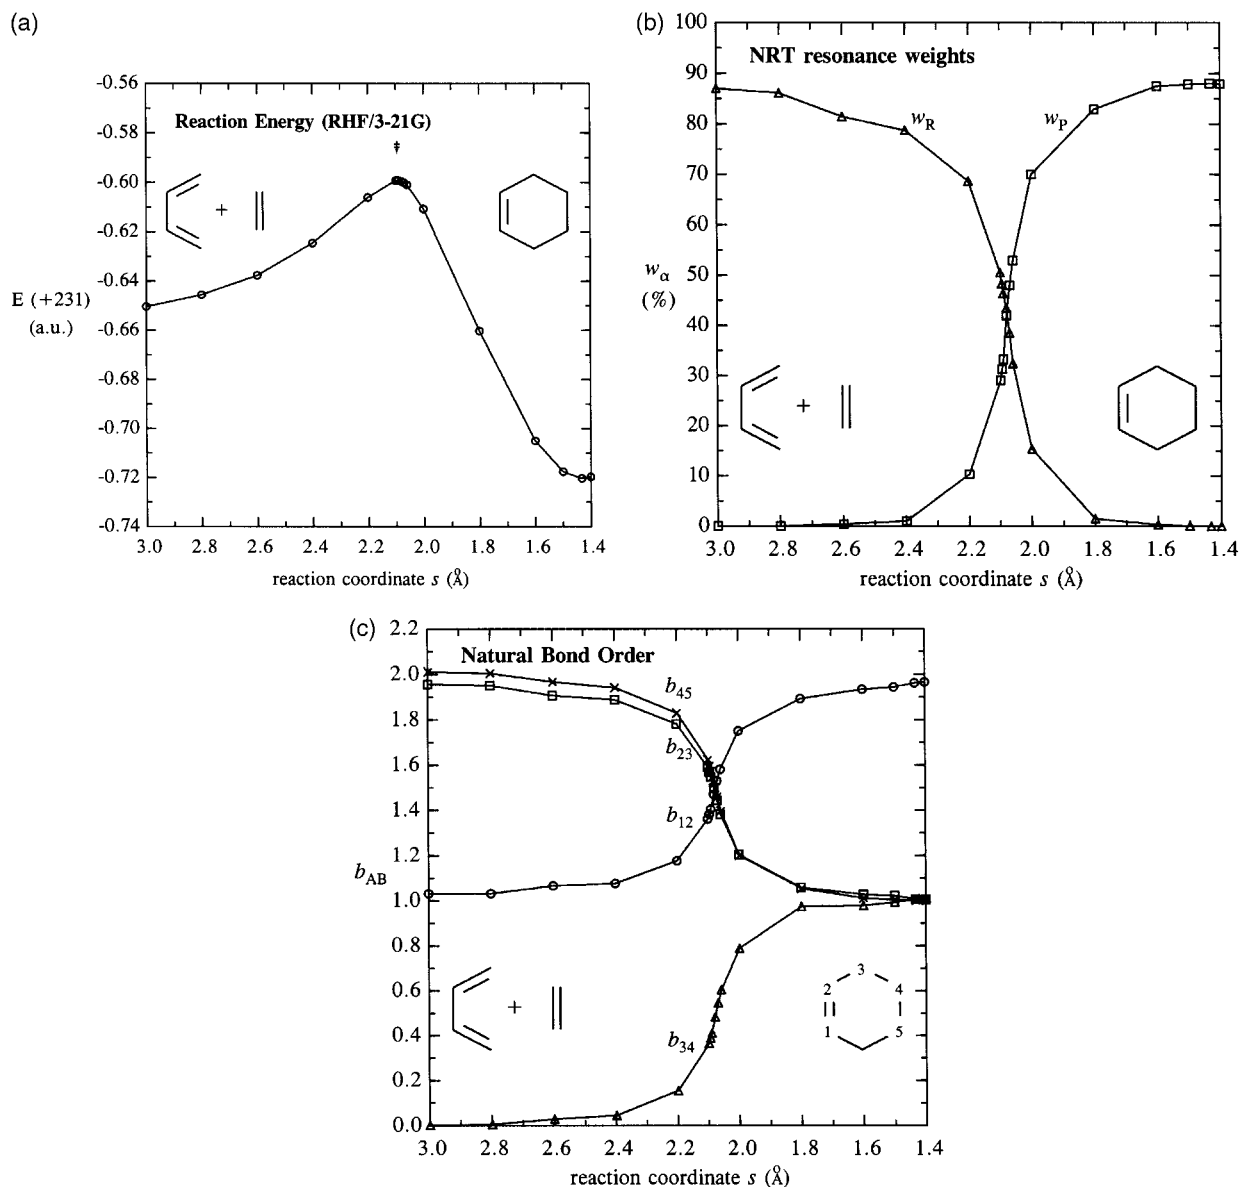 (a)
Reaction Energy (RHF/3-21G)
‡
+
E (+231)
(a.u.)
-0.56
-0.58
-0.60
-0.62
-0.64
-0.66
-0.68
-0.70
-0.72
-0.74
3.0 2.8 2.6 2.4 2.2 2.0 1.8 1.6 1.4
reaction coordinate s (Å)
(b)
NRT resonance weights
wR
wP
wα
(%)
+
100
90
80
70
60
50
40
30
20
10
0
3.0 2.8 2.6 2.4 2.2 2.0 1.8 1.6 1.4
reaction coordinate s (Å)
(c)
Natural Bond Order
b45
b23
b12
b34
bAB
+
3
2 4
1 5
2.2
2.0
1.8
1.6
1.4
1.2
1.0
0.8
0.6
0.4
0.2
0.0
3.0 2.8 2.6 2.4 2.2 2.0 1.8 1.6 1.4
reaction coordinate s (Å)